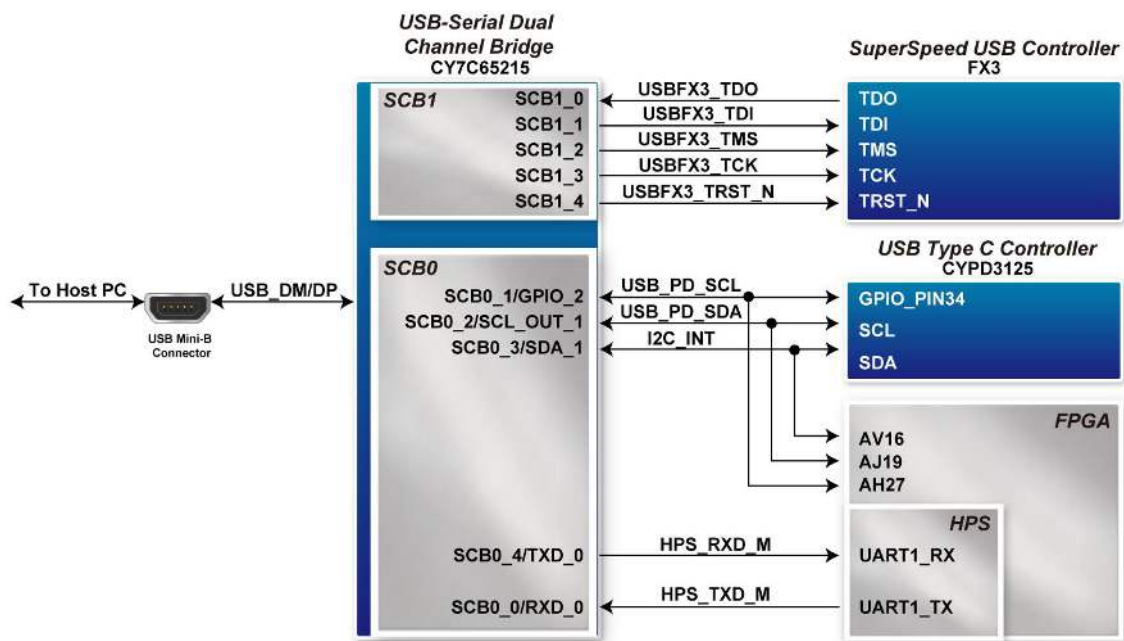 USB-Serial Dual
Channel Bridge
CY7C65215
SuperSpeed USB Controller
FX3
SCB1
SCB1_0
USBFX3_TDO
TDO
SCB1_1
USBFX3_TDI
TDI
SCB1_2
USBFX3_TMS
TMS
SCB1_3
USBFX3_TCK
TCK
SCB1_4
USBFX3_TRST_N
TRST_N
USB Type C Controller
CYPD3125
SCB0
To Host PC
USB Mini-B
Connector
USB_DM/DP
SCB0_1/GPIO_2
USB_PD_SCL
GPIO_PIN34
SCB0_2/SCL_OUT_1
USB_PD_SDA
SCL
SCB0_3/SDA_1
I2C_INT
SDA
FPGA
AV16
AJ19
AH27
HPS
SCB0_4/TXD_0
HPS_RXD_M
UART1_RX
SCB0_0/RXD_0
HPS_TXD_M
UART1_TX